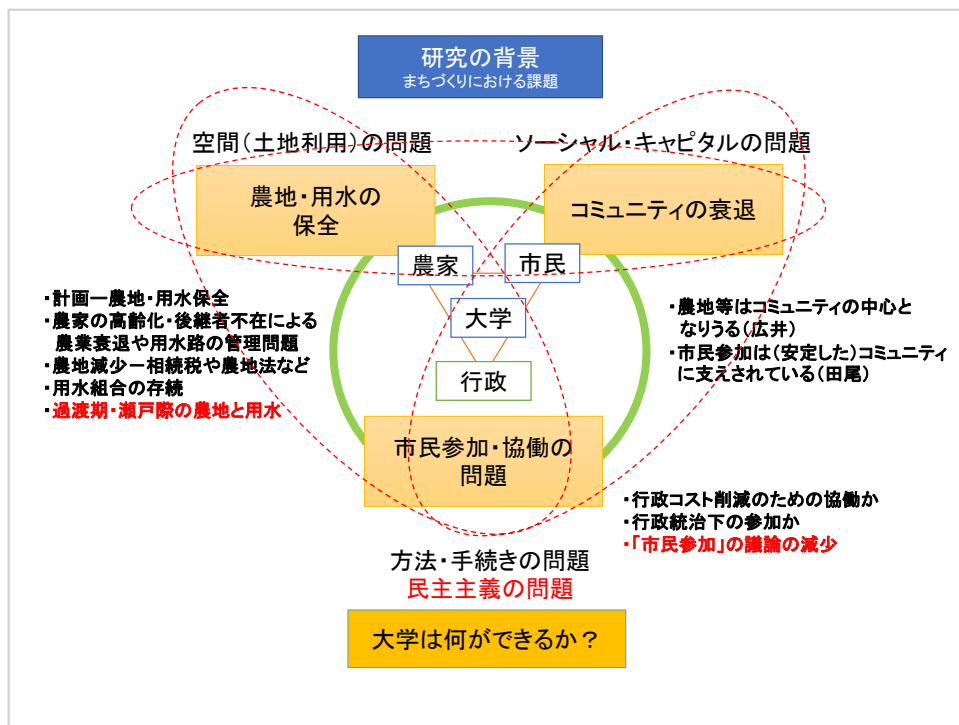 研究の背景
まちづくりにおける課題
空間(土地利用)の問題
ソーシャル・キャピタルの問題
農地・用水の
保全
コミュニティの衰退
農家
市民
大学
行政
・計画ー農地・用水保全
・農家の高齢化・後継者不在による
農業衰退や用水路の管理問題
・農地減少ー相続税や農地法など
・用水組合の存続
・過渡期・瀬戸際の農地と用水
・農地等はコミュニティの中心と
なりうる(広井)
・市民参加は(安定した)コミュニティ
に支えされている(田尾)
市民参加・協働の
問題
・行政コスト削減のための協働か
・行政統治下の参加か
・「市民参加」の議論の減少
方法・手続きの問題
民主主義の問題
大学は何ができるか?